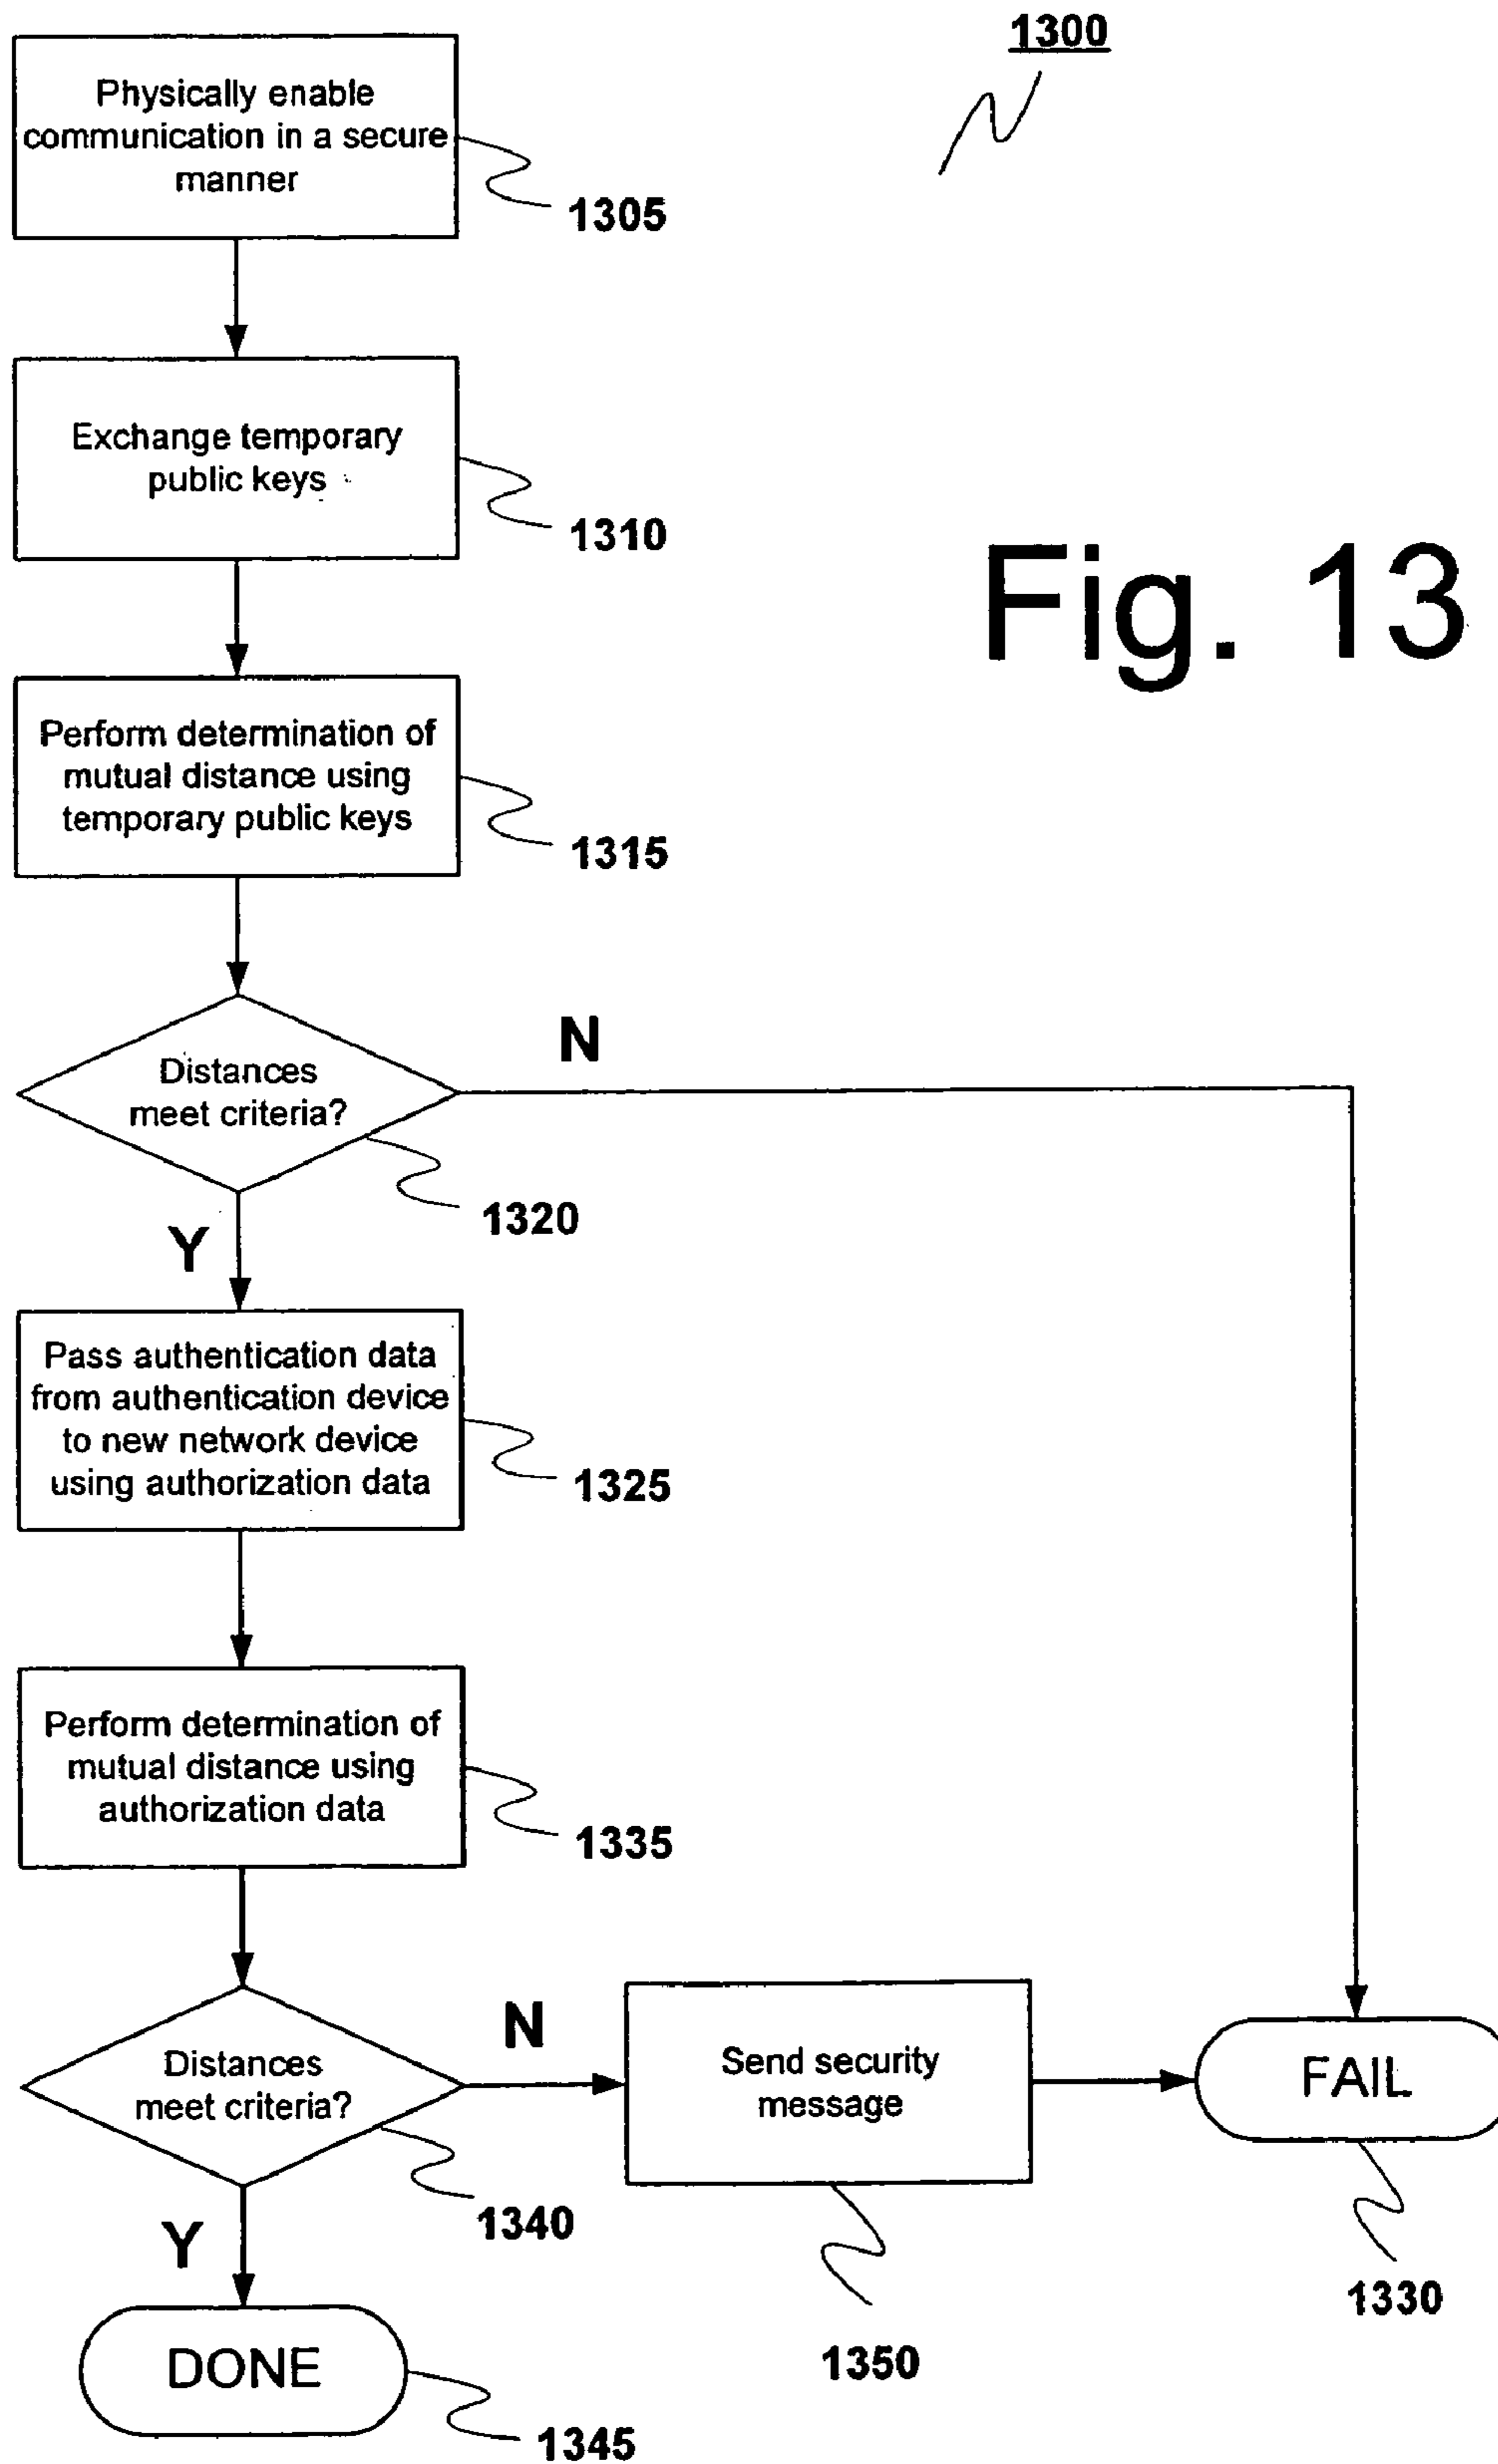 1300
Physically enable
communication in a secure
manner
1305
Exchange temporary
public keys
1310
Fig. 13
Perform determination of
mutual distance using
temporary public keys
1315
Distances
meet criteria?
N
1320
Y
Pass authentication data
from authentication device
to new network device
using authorization data
1325
Perform determination of
mutual distance using
authorization data
1335
Distances
meet criteria?
N
1340
Send security
message
1350
FAIL
1330
Y
DONE
1345